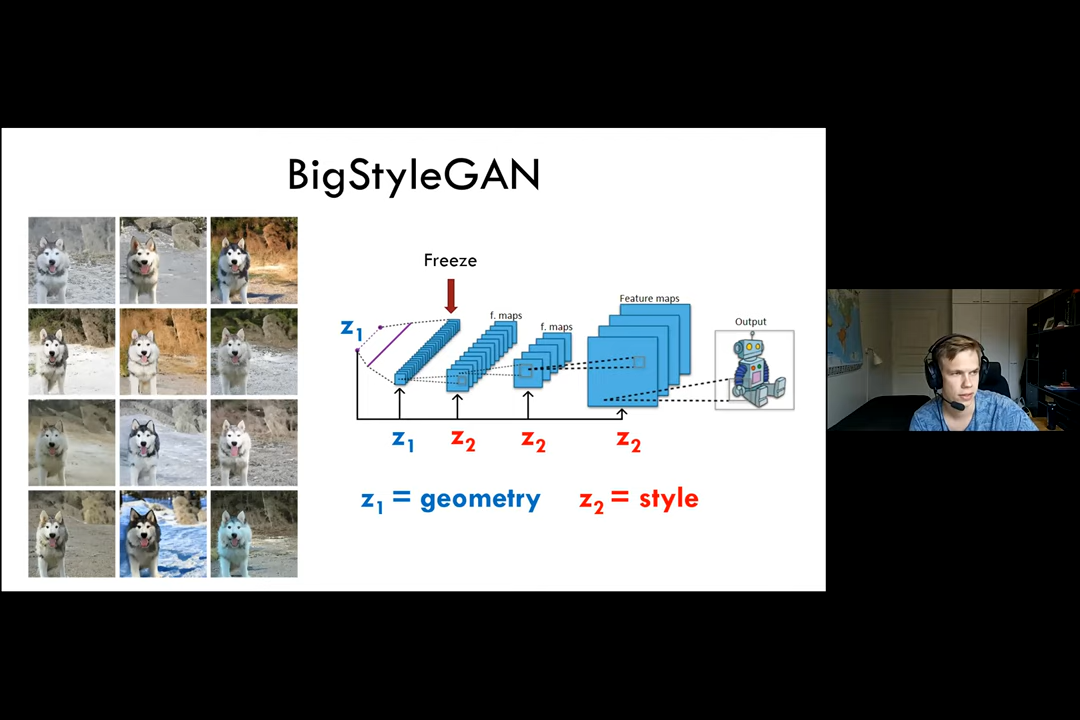 BigStyleGAN
Freeze
Feature maps
f. maps
f. maps
Output
z1
z1
z2
z2
z2
z1 = geometry
z2 = style